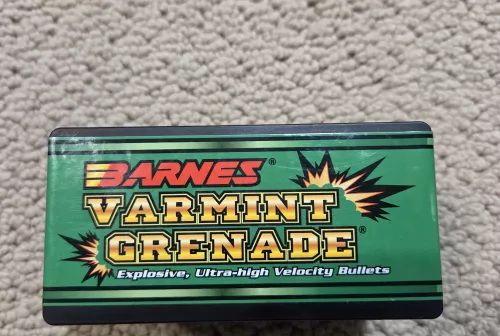 BARNES®
VARMINT
GRENADE®
Explosive, Ultra-high Velocity Bullets